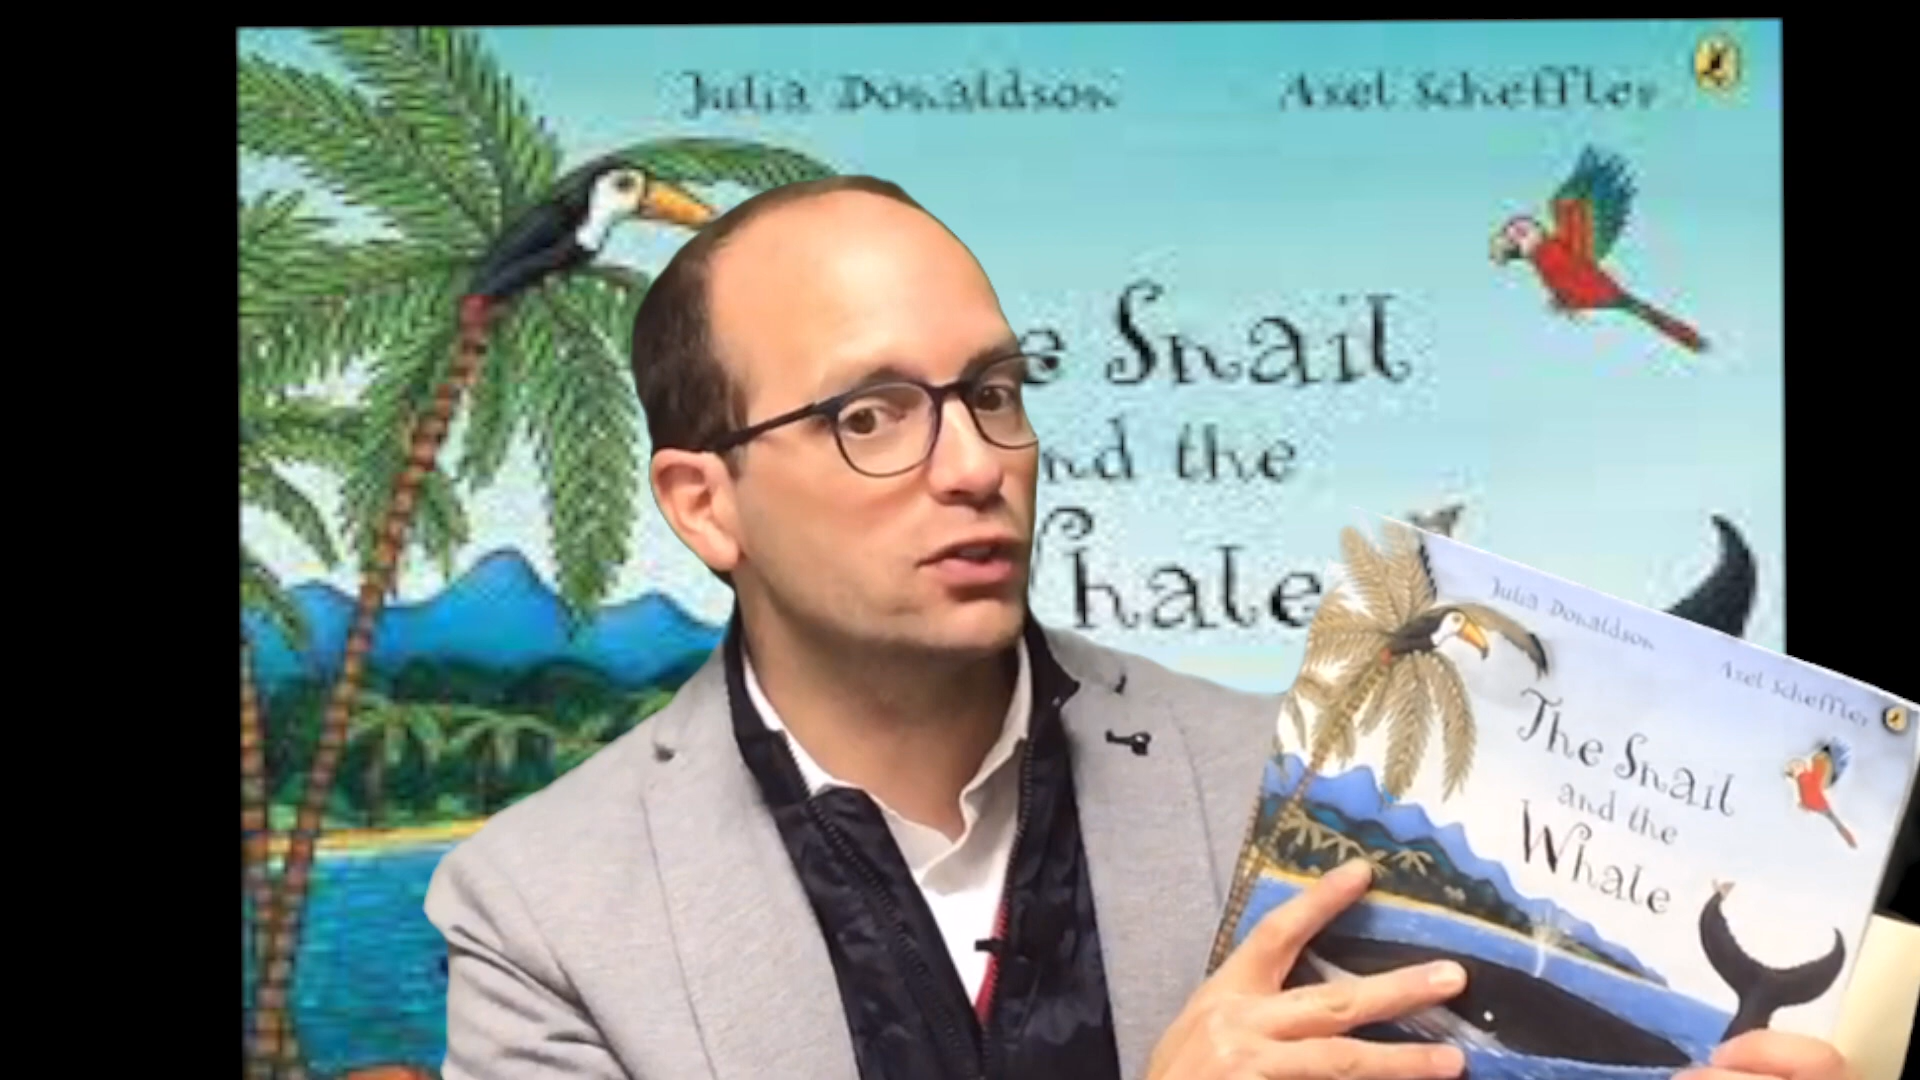 Julia Donaldson Axel Scheffler
e Snail
nd the
hale
Julia Donaldson Axel Scheffler
The Snail
and the
Whale